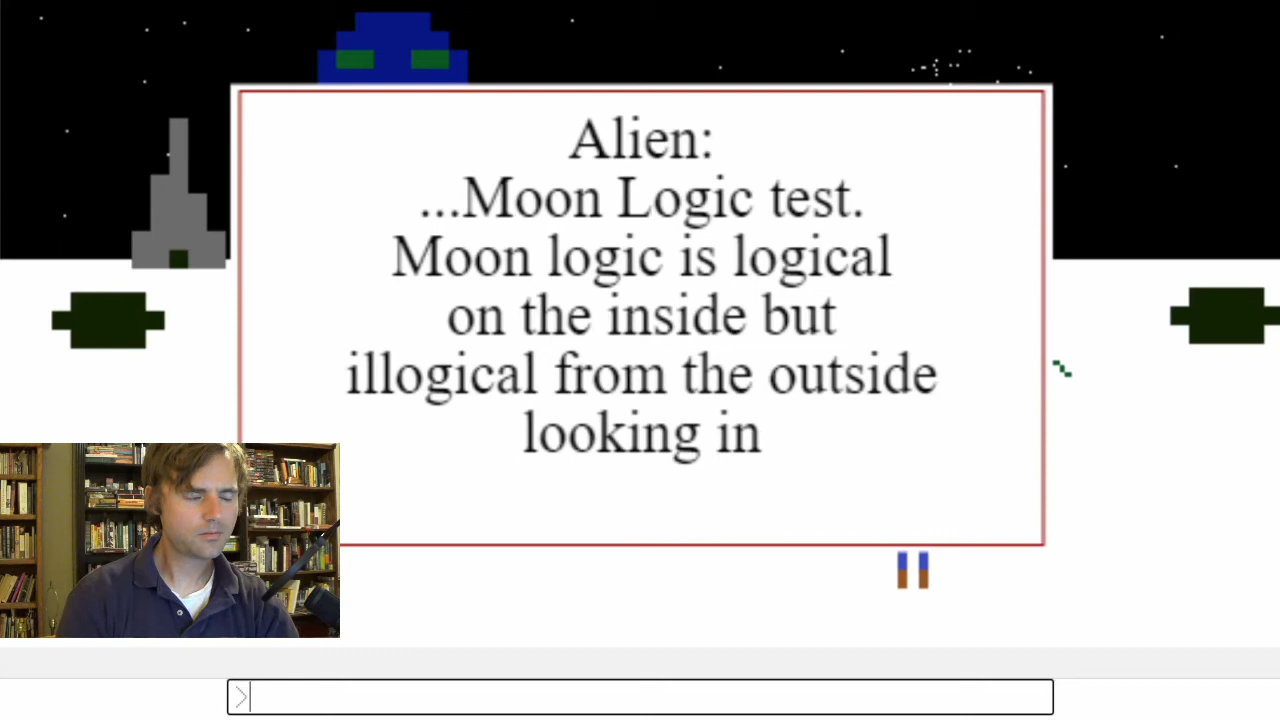 Alien:
...Moon Logic test.
Moon logic is logical
on the inside but
illogical from the outside
looking in